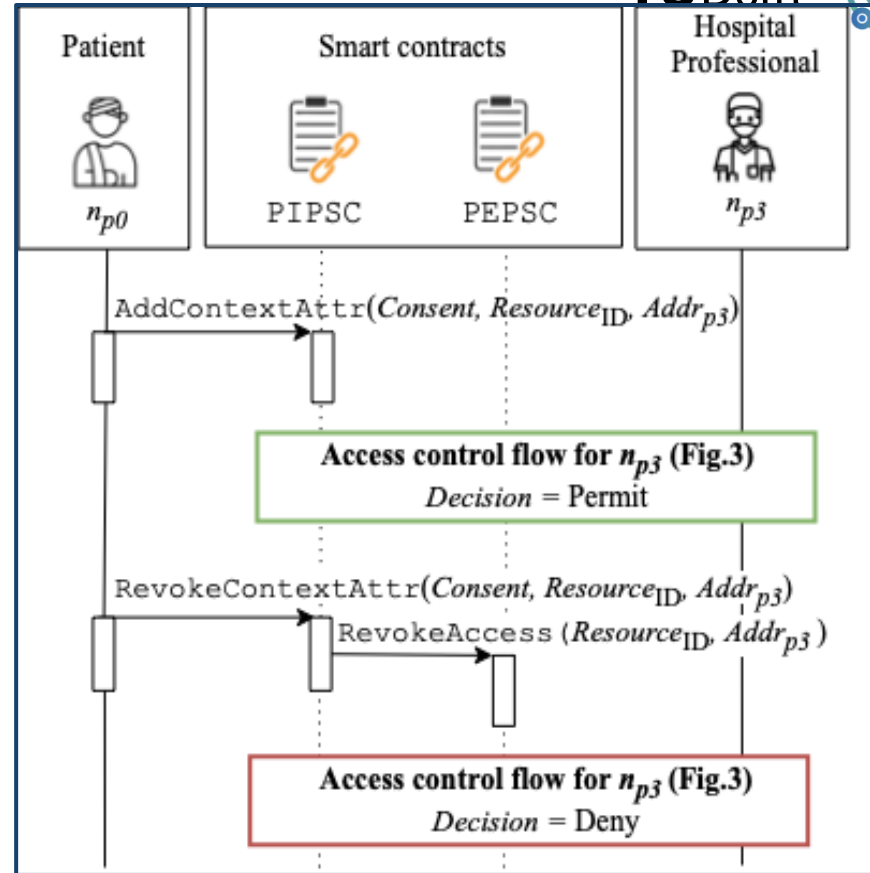 Patient
Smart contracts
Hospital
Professional
n_p0
PIPSC
PEPSC
n_p3
AddContextAttr(Consent, Resource_ID, Addr_p3)
Access control flow for n_p3 (Fig.3)
Decision = Permit
RevokeContextAttr(Consent, Resource_ID, Addr_p3)
RevokeAccess (Resource_ID, Addr_p3 )
Access control flow for n_p3 (Fig.3)
Decision = Deny